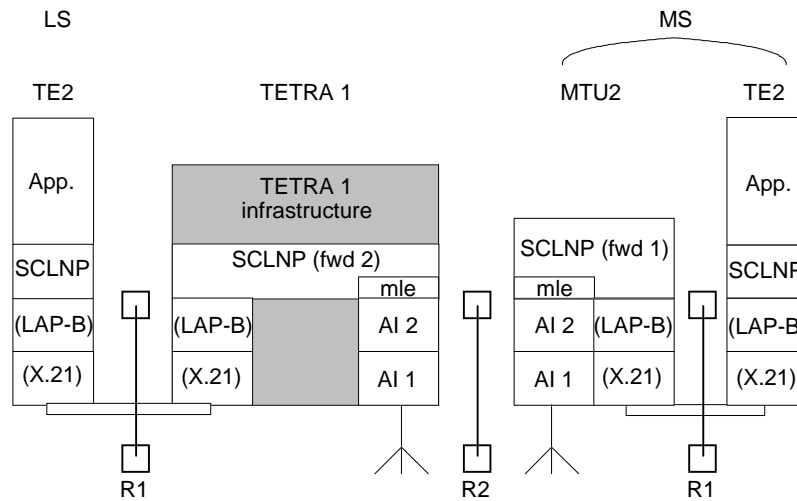 LS MS
TE2 TETRA 1 MTU2 TE2
App. TETRA 1 infrastructure App.
SCLNP SCLNP (fwd 2) SCLNP (fwd 1) SCLNP
mle mle
(LAP-B) (LAP-B) AI 2 AI 2 (LAP-B) (LAP-B)
(X.21) (X.21) AI 1 AI 1 (X.21) (X.21)
R1 R2 R1